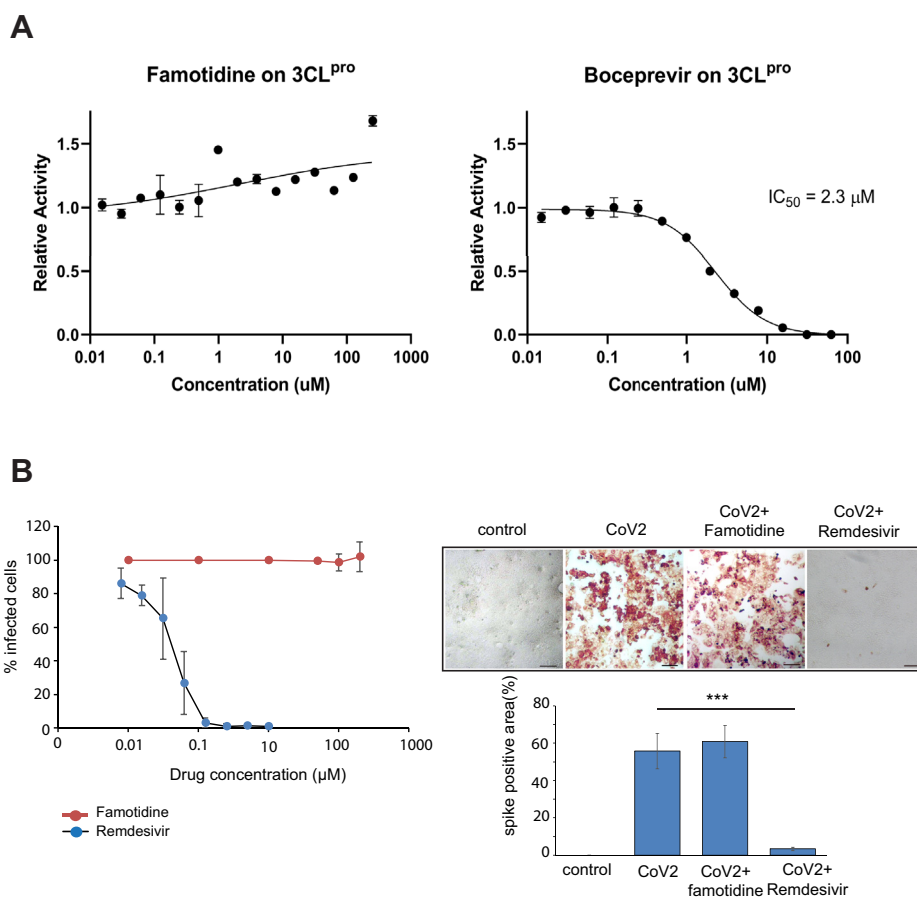 A
Famotidine on 3CLpro
Relative Activity
1.5
1.0
0.5
0.0
0.01 0.1 1 10 100 1000
Concentration (uM)
Boceprevir on 3CLpro
Relative Activity
1.5
1.0
0.5
0.0
IC50 = 2.3 µM
0.01 0.1 1 10 100
Concentration (uM)
B
% infected cells
120
100
80
60
40
20
0
0 0.01 0.1 10 100 1000
Drug concentration (µM)
Famotidine
Remdesivir
control
CoV2
CoV2+
Famotidine
CoV2+
Remdesivir
spike positive area(%)
80
60
40
20
0
***
control
CoV2
CoV2+
famotidine
CoV2+
Remdesivir